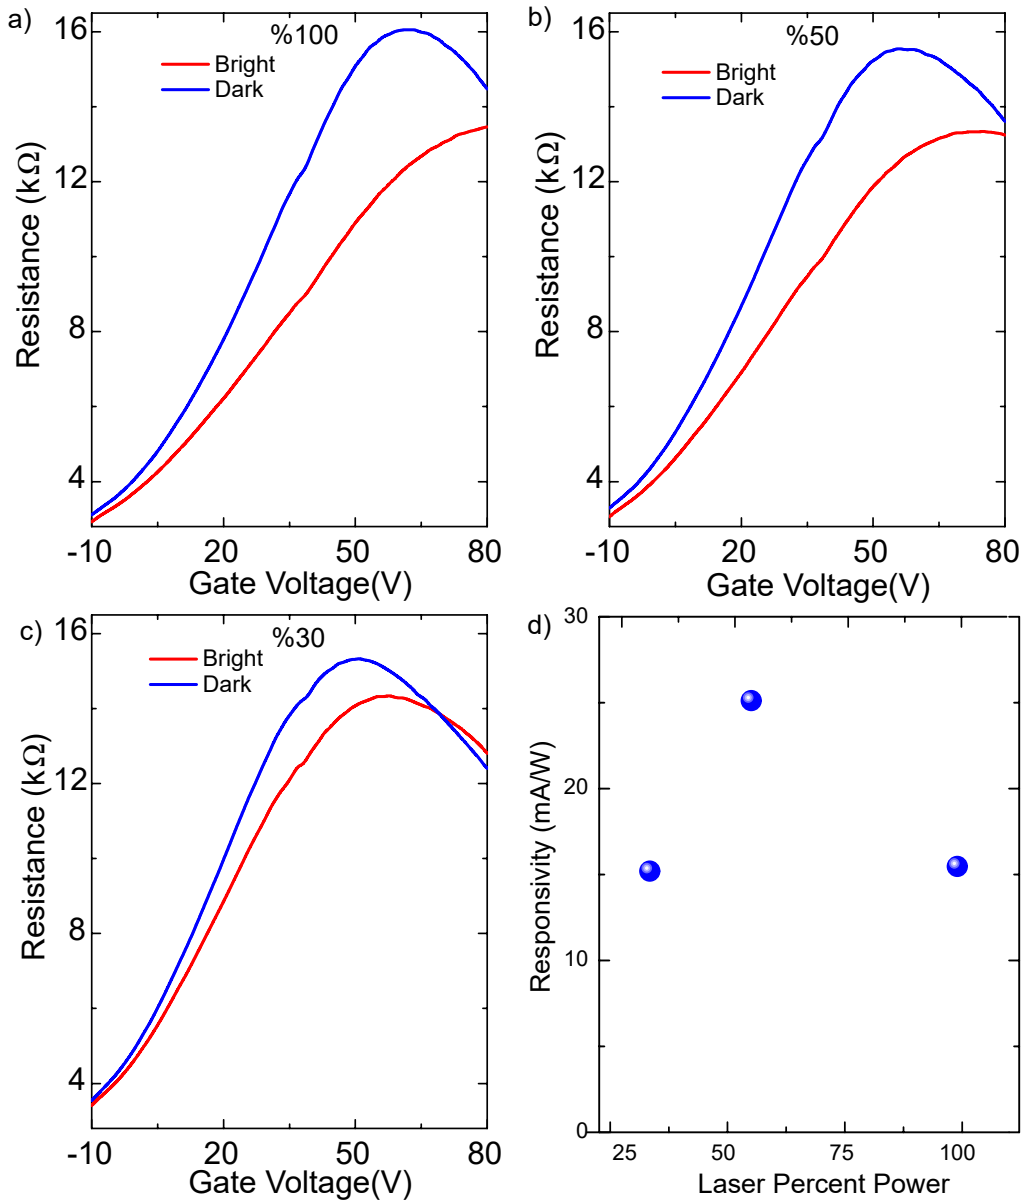 a)
%100
Bright
Dark
16
12
8
4
Resistance (kΩ)
-10 20 50 80
Gate Voltage(V)
b)
%50
Bright
Dark
16
12
8
4
Resistance (kΩ)
-10 20 50 80
Gate Voltage(V)
c)
%30
Bright
Dark
16
12
8
4
Resistance (kΩ)
-10 20 50 80
Gate Voltage(V)
d)
30
20
10
0
Responsivity (mA/W)
25 50 75 100
Laser Percent Power